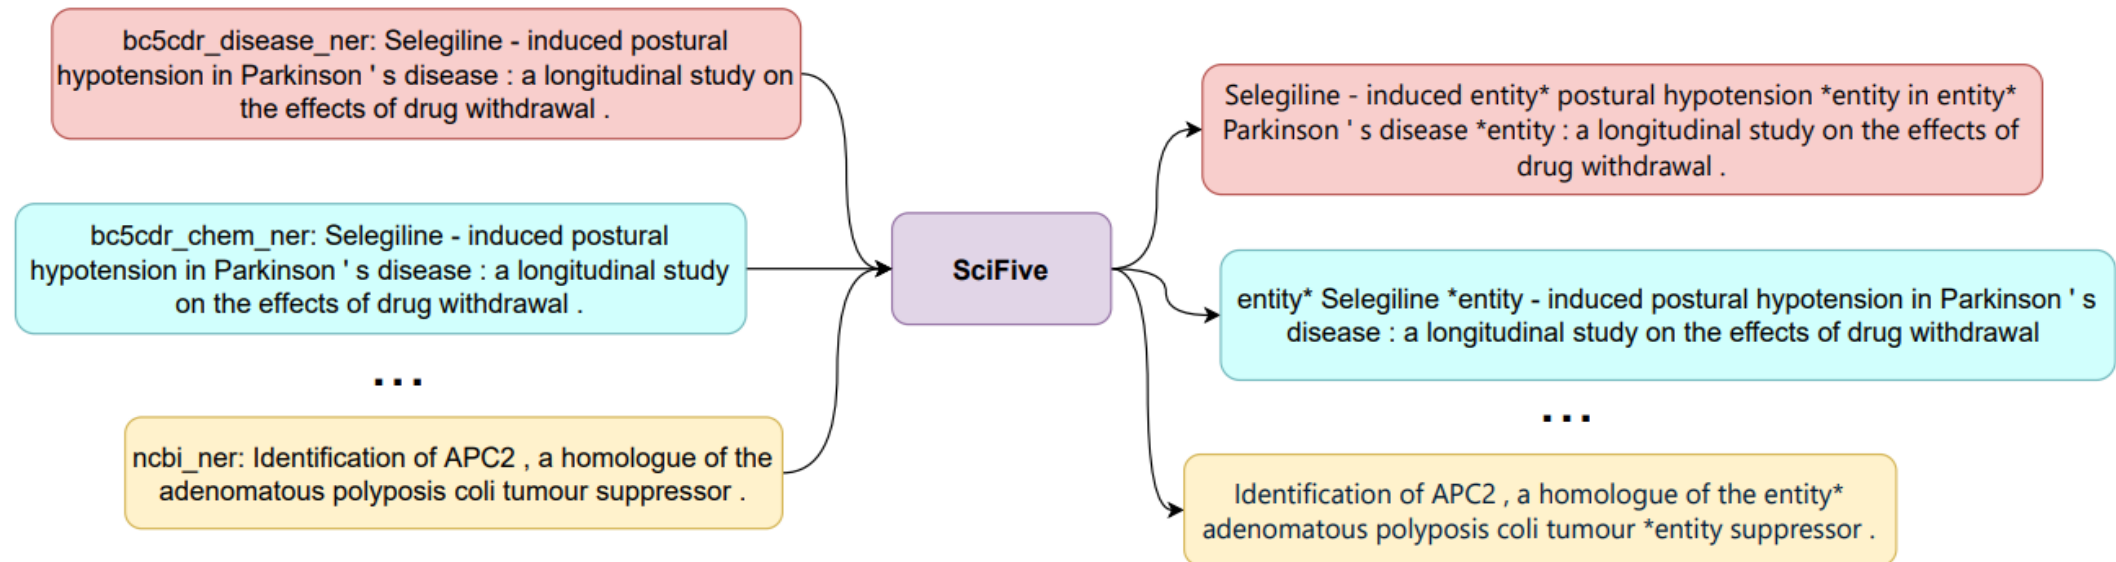 bc5cdr_disease_ner: Selegiline - induced postural
hypotension in Parkinson ' s disease : a longitudinal study on
the effects of drug withdrawal .
bc5cdr_chem_ner: Selegiline - induced postural
hypotension in Parkinson ' s disease : a longitudinal study
on the effects of drug withdrawal .
...
ncbi_ner: Identification of APC2 , a homologue of the
adenomatous polyposis coli tumour suppressor .
SciFive
Selegiline - induced entity* postural hypotension *entity in entity*
Parkinson ' s disease *entity : a longitudinal study on the effects of
drug withdrawal .
entity* Selegiline *entity - induced postural hypotension in Parkinson ' s
disease : a longitudinal study on the effects of drug withdrawal
...
Identification of APC2 , a homologue of the entity*
adenomatous polyposis coli tumour *entity suppressor .